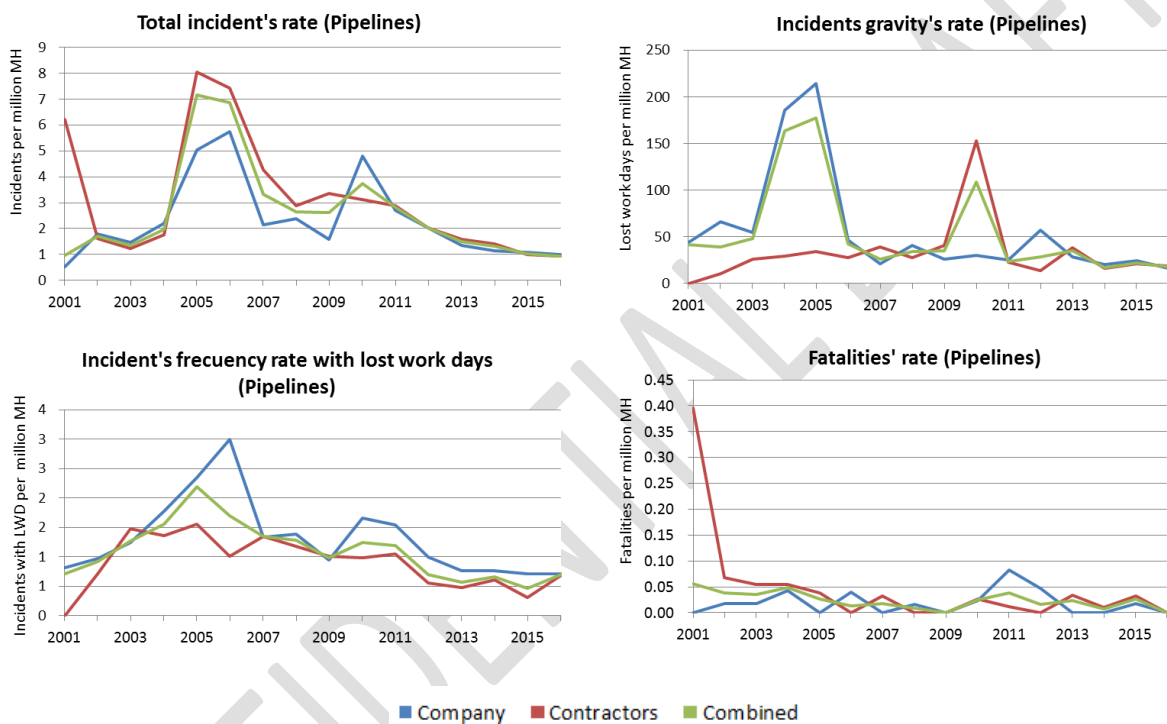 Total incident's rate (Pipelines)
Incidents per million MH
9
8
7
6
5
4
3
2
1
0
2001 2003 2005 2007 2009 2011 2013 2015
Incidents gravity's rate (Pipelines)
Lost work days per million MH
250
200
150
100
50
0
2001 2003 2005 2007 2009 2011 2013 2015
Incident's frecuency rate with lost work days
(Pipelines)
Incidents with LWD per million MH
4
3
3
2
2
1
1
0
2001 2003 2005 2007 2009 2011 2013 2015
Fatalities' rate (Pipelines)
Fatalities per million MH
0.45
0.40
0.35
0.30
0.25
0.20
0.15
0.10
0.05
0.00
2001 2003 2005 2007 2009 2011 2013 2015
Company Contractors Combined